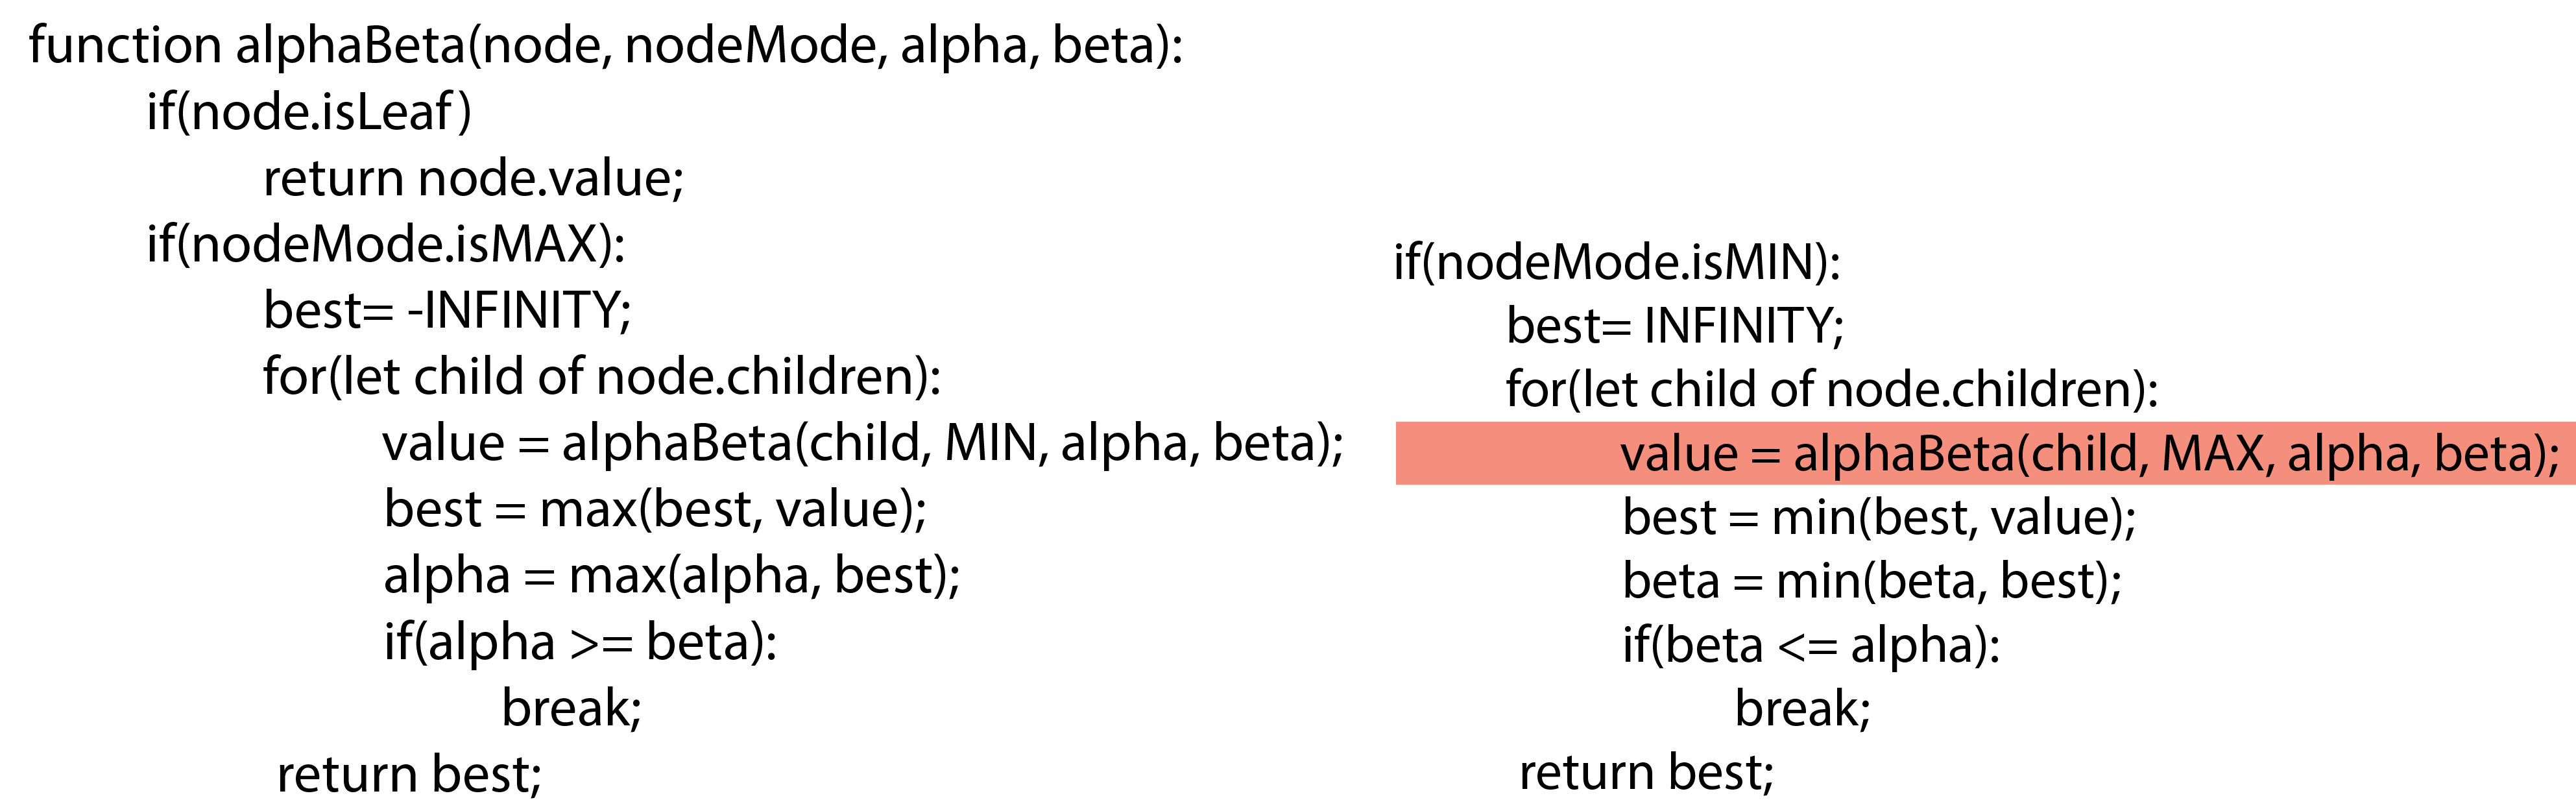 function alphaBeta(node, nodeMode, alpha, beta):
if(node.isLeaf)
return node.value;
if(nodeMode.isMAX):
best= -INFINITY;
for(let child of node.children):
value = alphaBeta(child, MIN, alpha, beta);
best = max(best, value);
alpha = max(alpha, best);
if(alpha >= beta):
break;
return best;
if(nodeMode.isMIN):
best= INFINITY;
for(let child of node.children):
value = alphaBeta(child, MAX, alpha, beta);
best = min(best, value);
beta = min(beta, best);
if(beta <= alpha):
break;
return best;